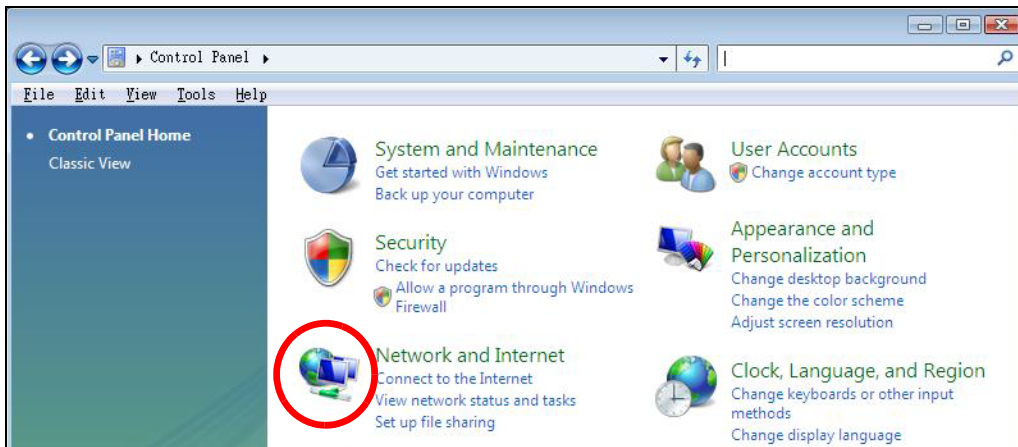 Control Panel
File Edit View Tools Help
Control Panel Home
Classic View
System and Maintenance
Get started with Windows
Back up your computer
Security
Check for updates
Allow a program through Windows
Firewall
Network and Internet
Connect to the Internet
View network status and tasks
Set up file sharing
User Accounts
Change account type
Appearance and
Personalization
Change desktop background
Change the color scheme
Adjust screen resolution
Clock, Language, and Region
Change keyboards or other input
methods
Change display language